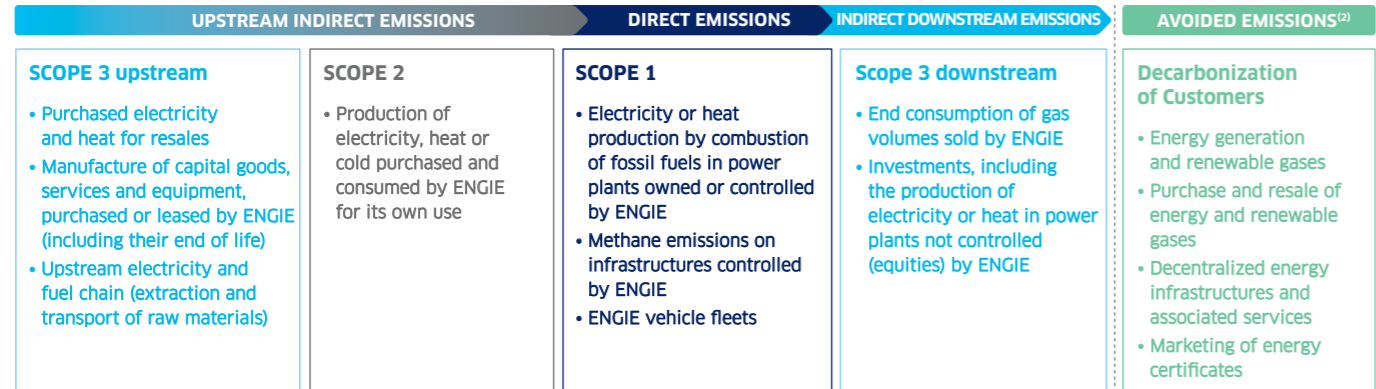 UPSTREAM INDIRECT EMISSIONS
DIRECT EMISSIONS
INDIRECT DOWNSTREAM EMISSIONS
AVOIDED EMISSIONS(2)
SCOPE 3 upstream
• Purchased electricity
and heat for resales
• Manufacture of capital goods,
services and equipment,
purchased or leased by ENGIE
(including their end of life)
• Upstream electricity and
fuel chain (extraction and
transport of raw materials)
SCOPE 2
• Production of
electricity, heat or
cold purchased and
consumed by ENGIE
for its own use
SCOPE 1
• Electricity or heat
production by combustion
of fossil fuels in power
plants owned or controlled
by ENGIE
• Methane emissions on
infrastructures controlled
by ENGIE
• ENGIE vehicle fleets
Scope 3 downstream
• End consumption of gas
volumes sold by ENGIE
• Investments, including
the production of
electricity or heat in power
plants not controlled
(equities) by ENGIE
Decarbonization
of Customers
• Energy generation
and renewable gases
• Purchase and resale of
energy and renewable
gases
• Decentralized energy
infrastructures and
associated services
• Marketing of energy
certificates